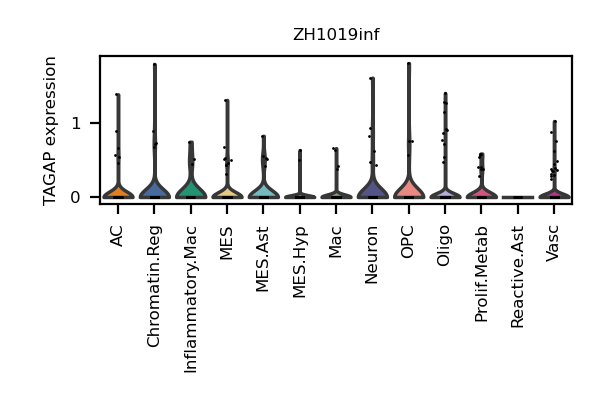 ZH1019inf
TAGAP expression
1
0
AC
Chromatin.Reg
Inflammatory.Mac
MES
MES.Ast
MES.Hyp
Mac
Neuron
OPC
Oligo
Prolif.Metab
Reactive.Ast
Vasc